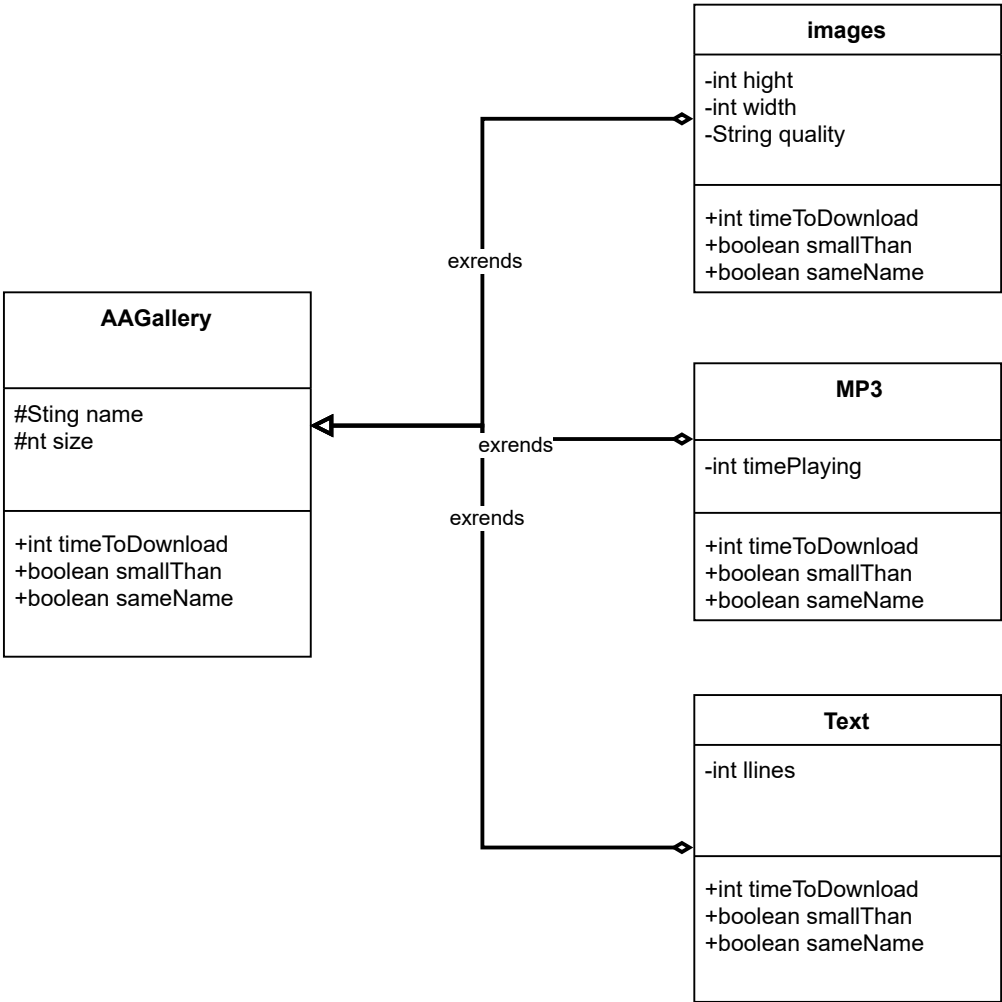 images
-int hight
-int width
-String quality
+int timeToDownload
+boolean smallThan
+boolean sameName
exrends
AAGallery
#Sting name
#nt size
+int timeToDownload
+boolean smallThan
+boolean sameName
exrends
exrends
MP3
-int timePlaying
+int timeToDownload
+boolean smallThan
+boolean sameName
Text
-int llines
+int timeToDownload
+boolean smallThan
+boolean sameName